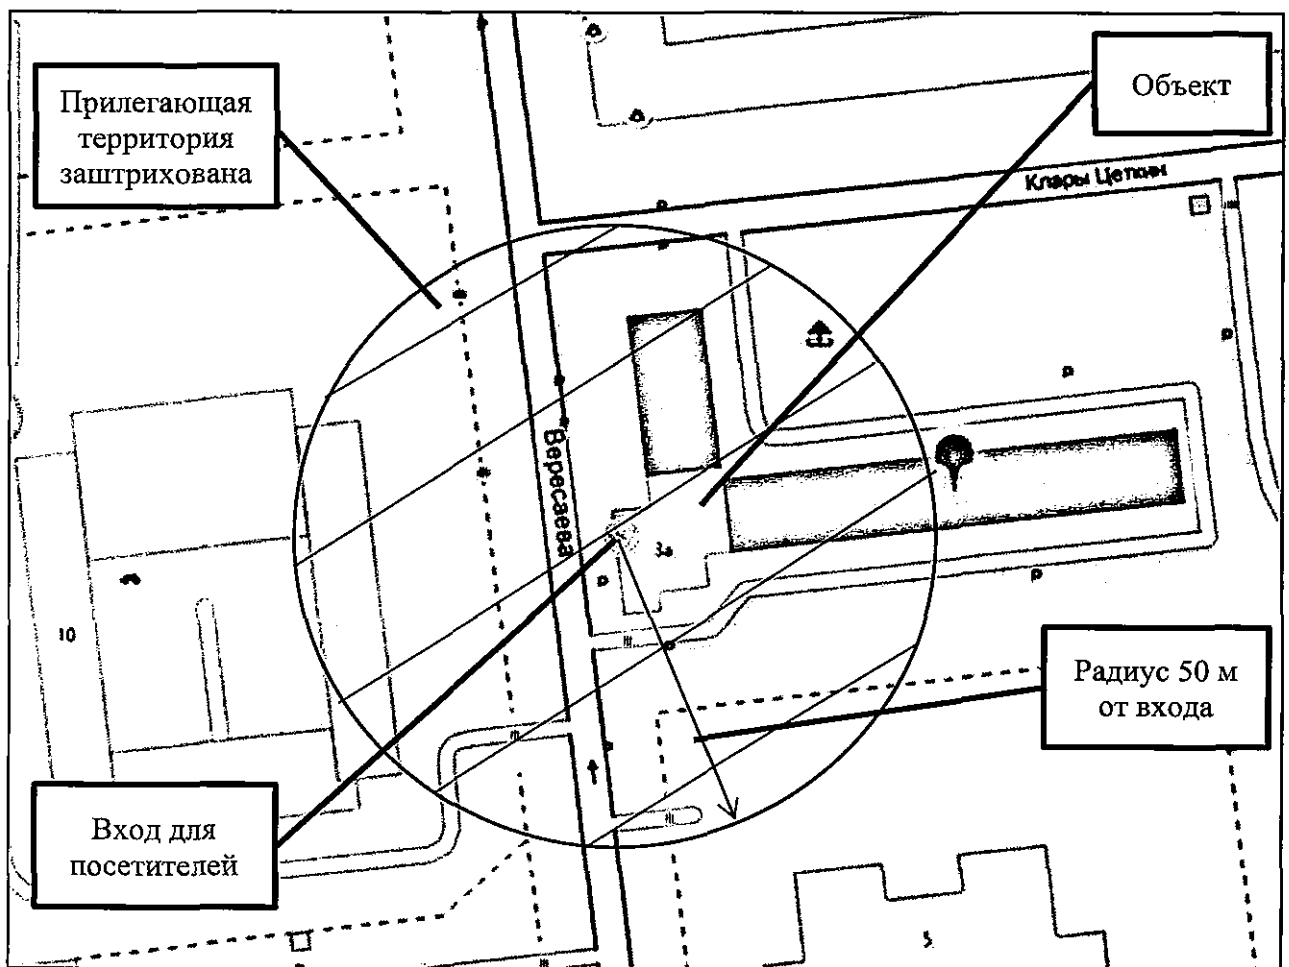 Прилегающая
территория
заштрихована
Объект
Клары Цеткин
Вересаева
3а
10
Радиус 50 м
от входа
Вход для
посетителей
5